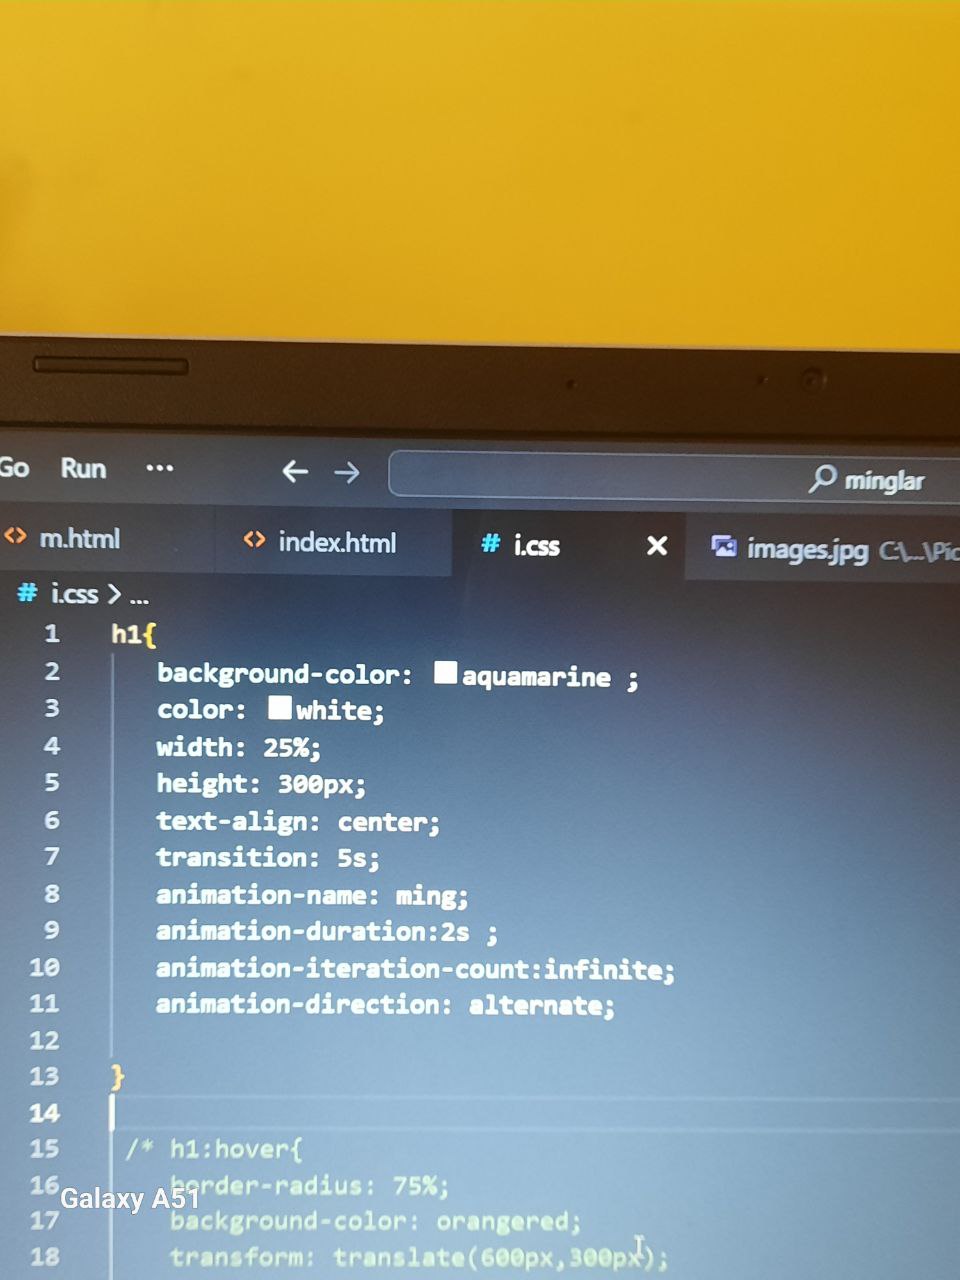 Go Run ...
minglar
m.html index.html # i.css × images.jpg C:\...\Pic
# i.css > ...
1 h1{
2 background-color: aquamarine ;
3 color: white;
4 width: 25%;
5 height: 300px;
6 text-align: center;
7 transition: 5s;
8 animation-name: ming;
9 animation-duration:2s ;
10 animation-iteration-count:infinite;
11 animation-direction: alternate;
12
13 }
14
15 /* h1:hover{
16 border-radius: 75%;
17 background-color: orangered;
18 transform: translate(600px,300px);
Galaxy A51